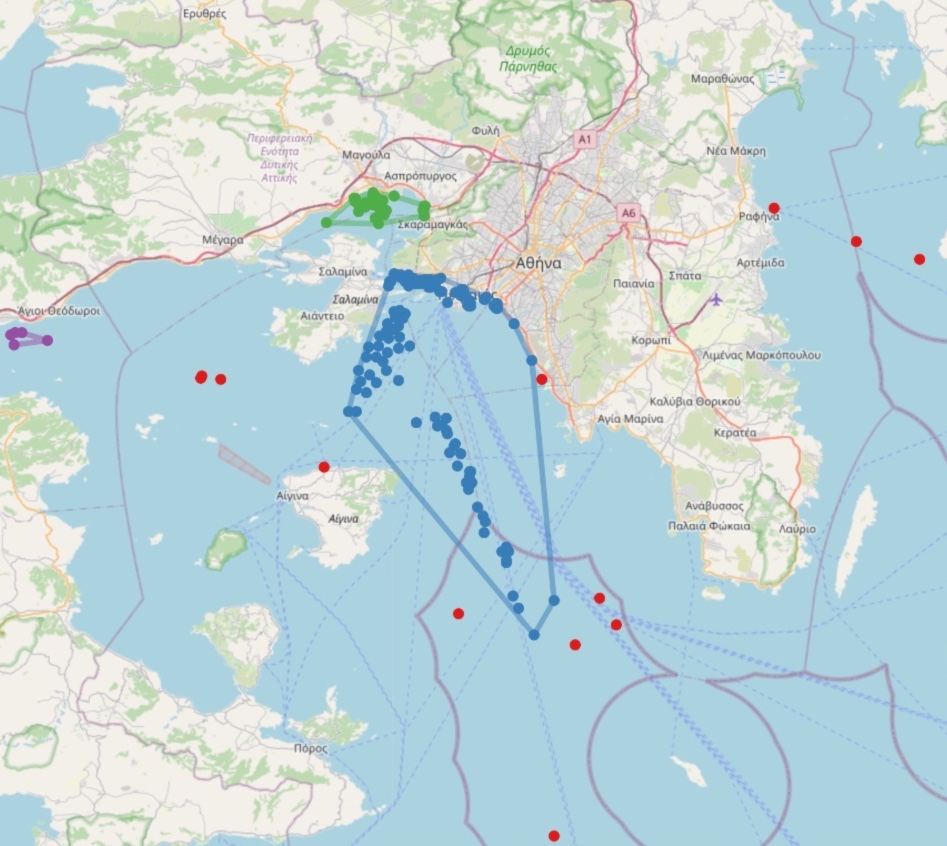 Ερυθρές
Δρυμός
Πάρνηθας
Μαραθώνας
Φυλή
A1
Περιφερειακή
Ενότητα
Δυτικής
Αττικής
Μαγούλα
Νέα Μάκρη
Ασπρόπυργος
A6
Ραφήνα
Σκαραμαγκάς
Μέγαρα
Αθήνα
Αρτέμιδα
Σαλαμίνα
Σπάτα
Παιανία
Σαλαμίνα
Άγιοι Θεόδωροι
Αιάντειο
Κορωπί
Λιμένας Μαρκόπουλου
Καλύβια Θορικού
Αγία Μαρίνα
Κερατέα
Αίγινα
Αίγινα
Ανάβυσσος
Παλαιά Φώκαια
Λαύριο
Πόρος